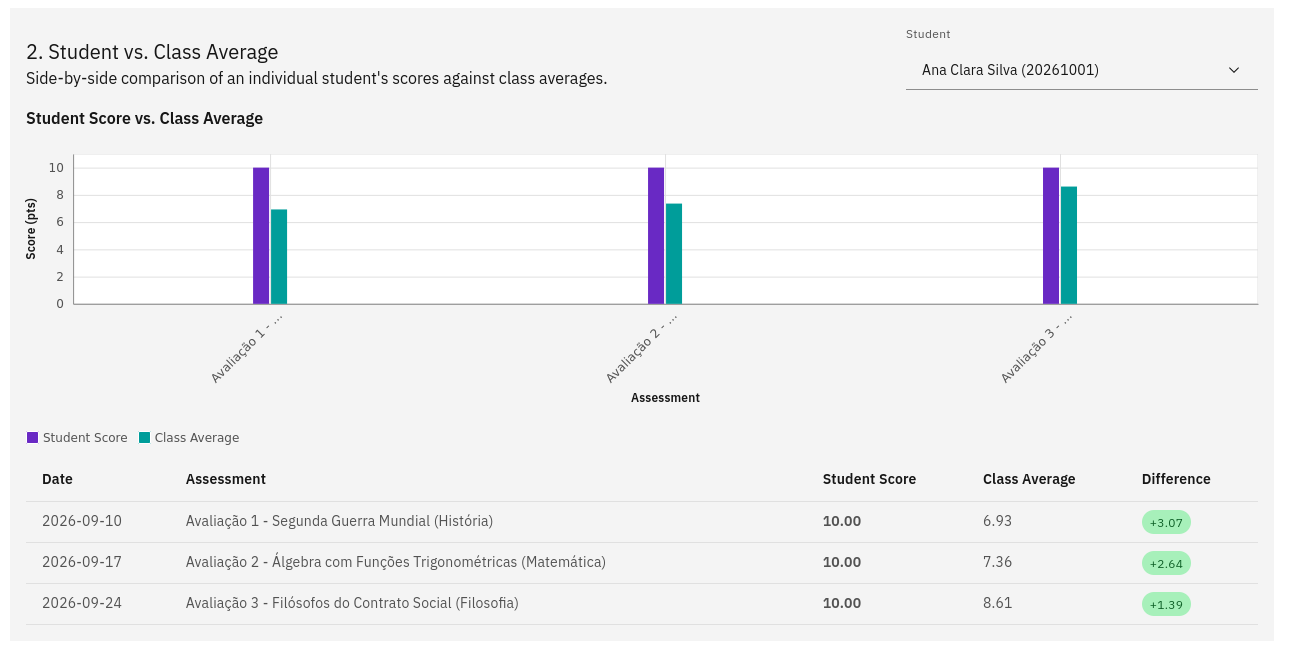 2. Student vs. Class Average
Side-by-side comparison of an individual student's scores against class averages.
Student
Ana Clara Silva (20261001)
Student Score vs. Class Average
Score (pts)
10
8
6
4
2
0
Avaliação 1 - ...
Avaliação 2 - ...
Avaliação 3 - ...
Assessment
Student Score Class Average
Date Assessment Student Score Class Average Difference
2026-09-10 Avaliação 1 - Segunda Guerra Mundial (História) 10.00 6.93 +3.07
2026-09-17 Avaliação 2 - Álgebra com Funções Trigonométricas (Matemática) 10.00 7.36 +2.64
2026-09-24 Avaliação 3 - Filósofos do Contrato Social (Filosofia) 10.00 8.61 +1.39